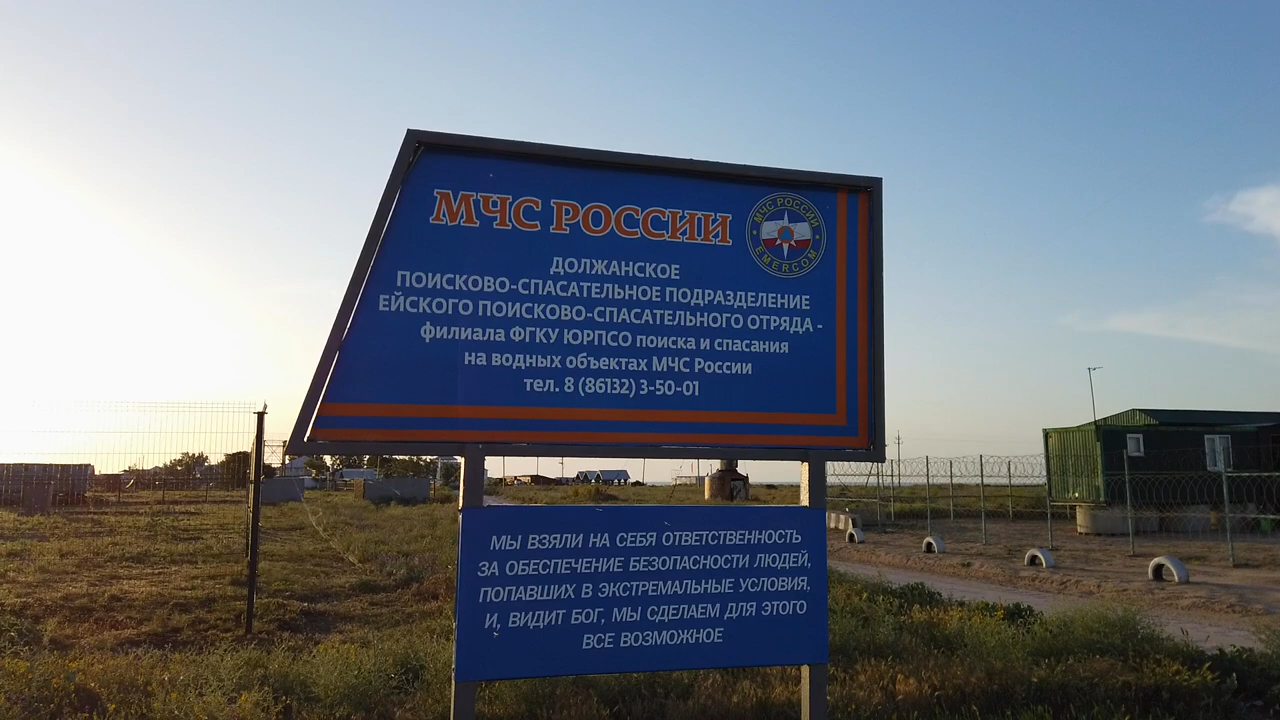 МЧС РОССИИ
МЧС РОССИИ
EMERCOM
ДОЛЖАНСКОЕ
ПОИСКОВО-СПАСАТЕЛЬНОЕ ПОДРАЗДЕЛЕНИЕ
ЕЙСКОГО ПОИСКОВО-СПАСАТЕЛЬНОГО ОТРЯДА -
филиала ФГКУ ЮРПСО поиска и спасания
на водных объектах МЧС России
тел. 8 (86132) 3-50-01
МЫ ВЗЯЛИ НА СЕБЯ ОТВЕТСТВЕННОСТЬ
ЗА ОБЕСПЕЧЕНИЕ БЕЗОПАСНОСТИ ЛЮДЕЙ,
ПОПАВШИХ В ЭКСТРЕМАЛЬНЫЕ УСЛОВИЯ,
И, ВИДИТ БОГ, МЫ СДЕЛАЕМ ДЛЯ ЭТОГО
ВСЕ ВОЗМОЖНОЕ